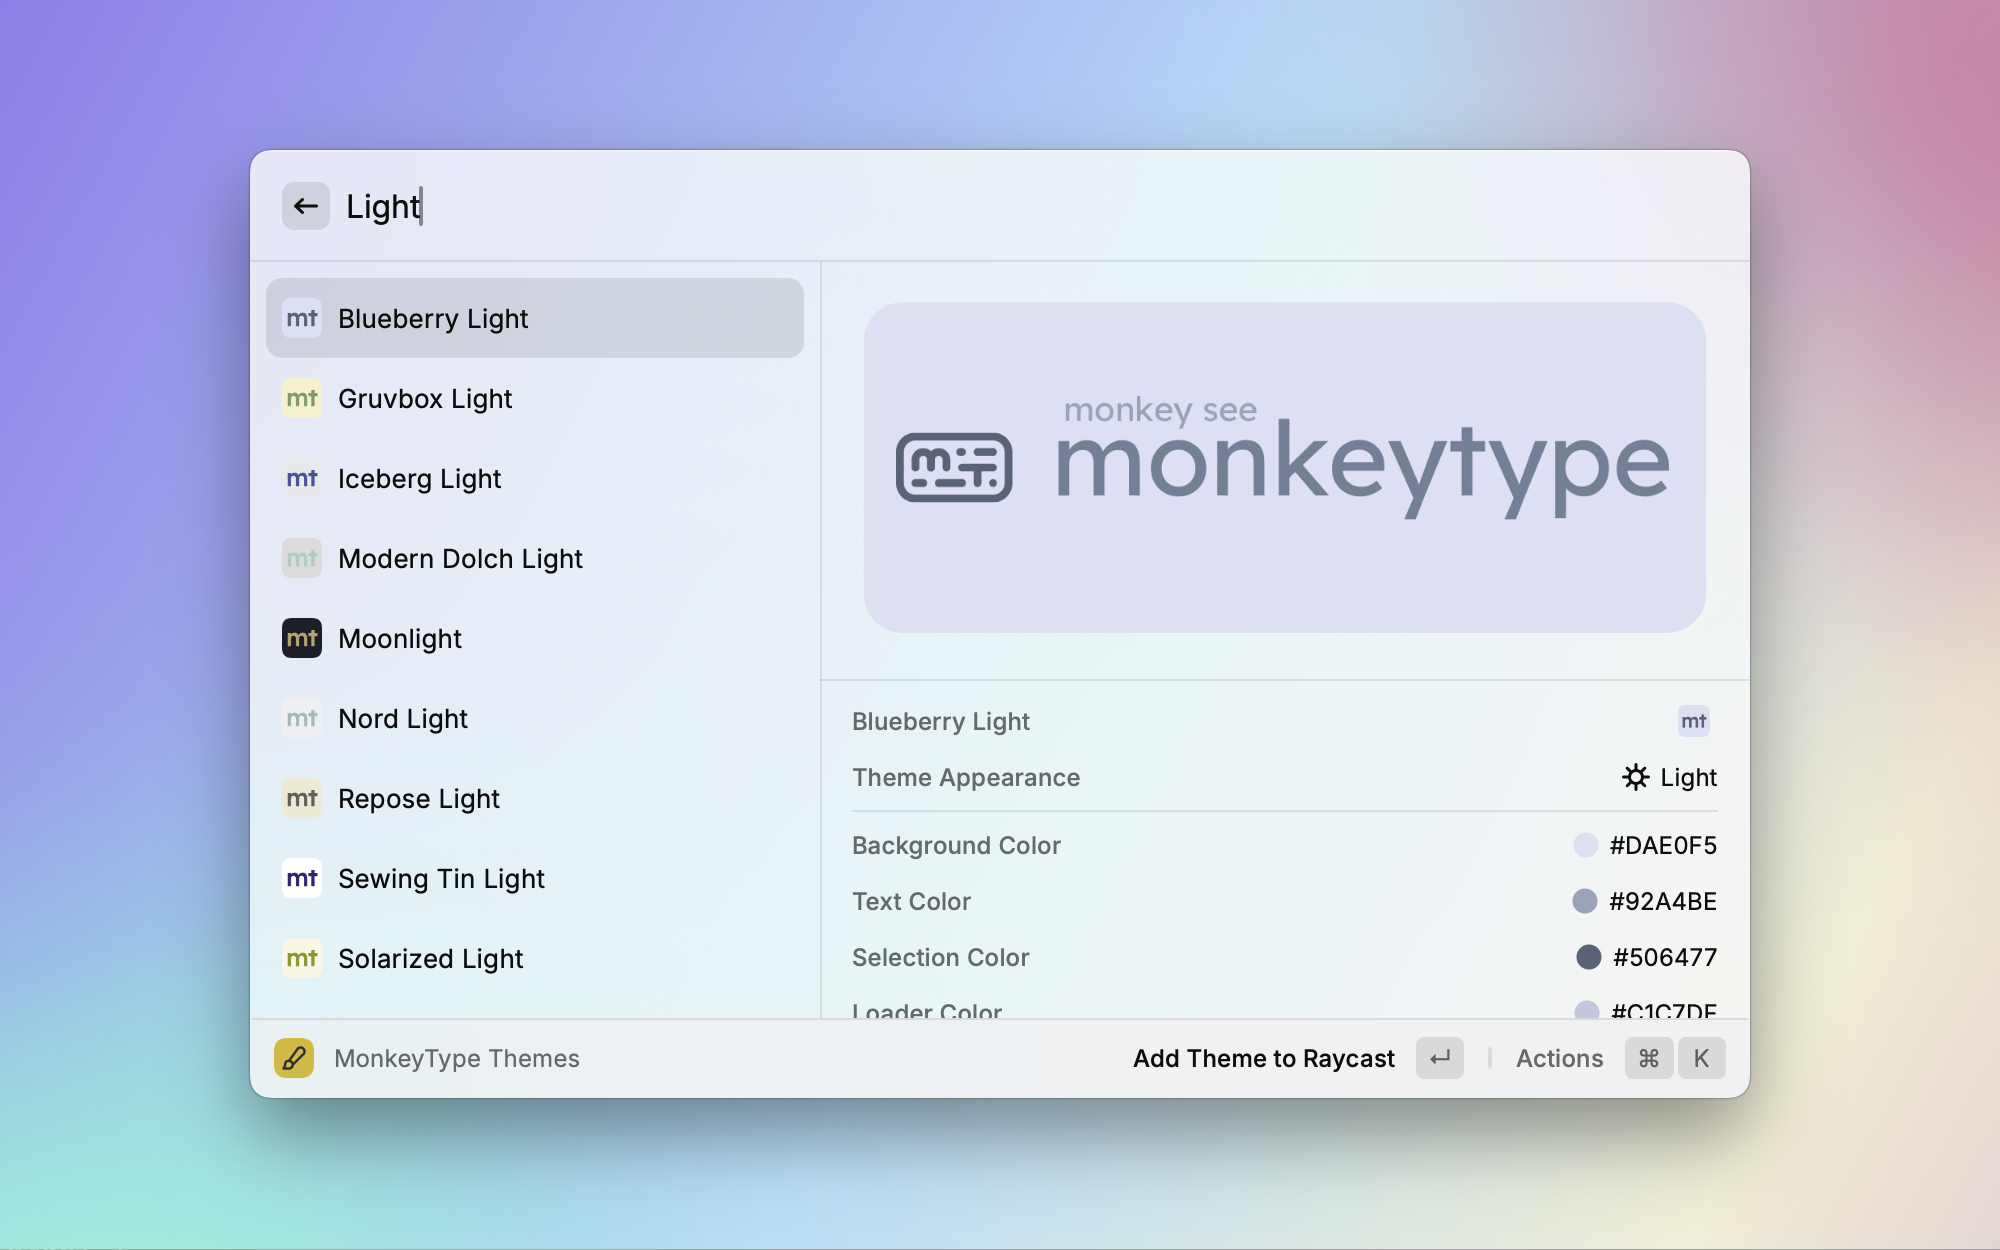 Light
mt Blueberry Light
mt Gruvbox Light
mt Iceberg Light
mt Modern Dolch Light
mt Moonlight
mt Nord Light
mt Repose Light
mt Sewing Tin Light
mt Solarized Light
monkey see
monkeytype
Blueberry Light mt
Theme Appearance Light
Background Color #DAE0F5
Text Color #92A4BE
Selection Color #506477
Loader Color #C1C7DF
MonkeyType Themes
Add Theme to Raycast
Actions ⌘ K